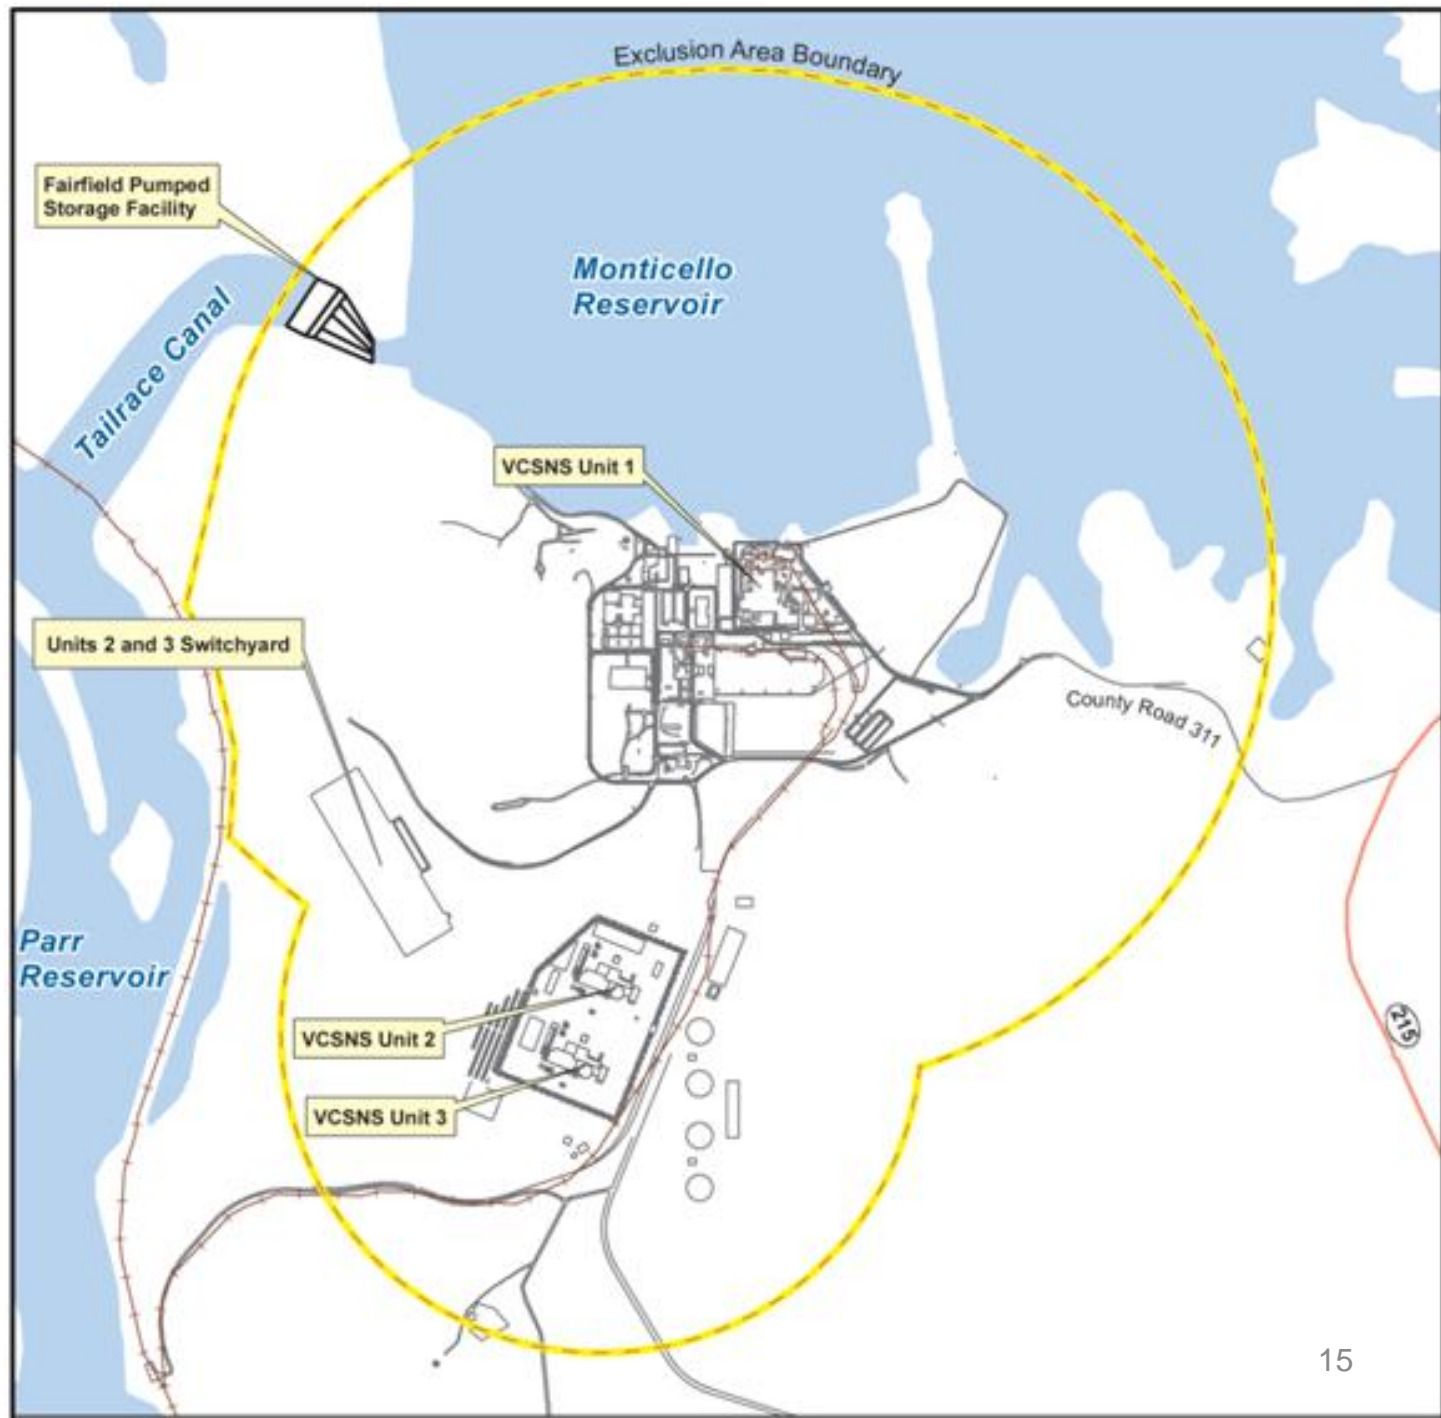 Exclusion Area Boundary
Fairfield Pumped
Storage Facility
Monticello
Reservoir
Tailrace Canal
VCSNS Unit 1
Units 2 and 3 Switchyard
County Road 311
Parr
Reservoir
215
VCSNS Unit 2
VCSNS Unit 3
15